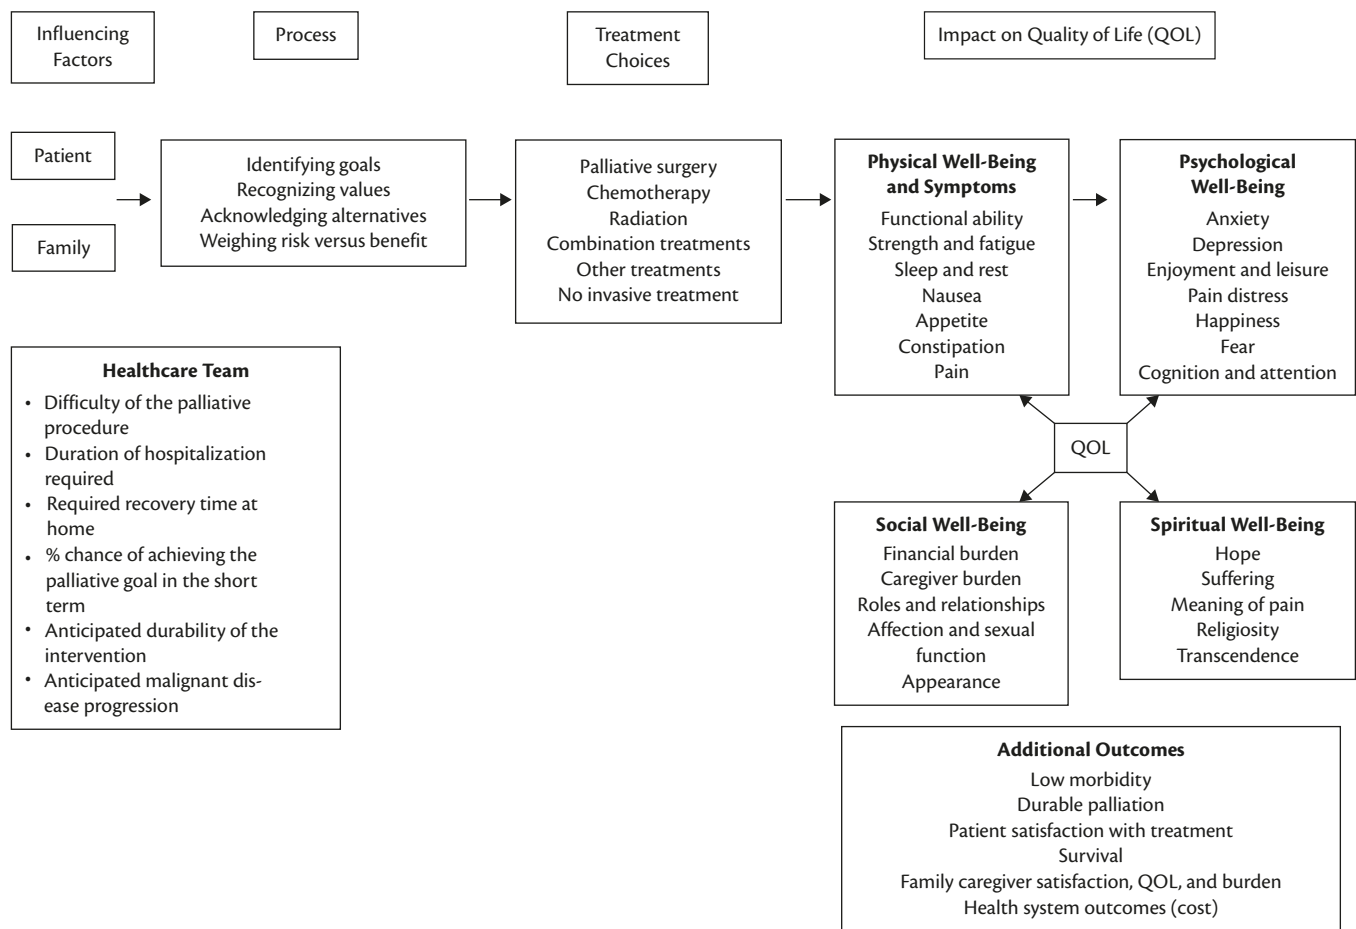 Influencing
Factors
Process
Treatment
Choices
Impact on Quality of Life (QOL)
Patient
Family
Identifying goals
Recognizing values
Acknowledging alternatives
Weighing risk versus benefit
Palliative surgery
Chemotherapy
Radiation
Combination treatments
Other treatments
No invasive treatment
Physical Well-Being
and Symptoms
Functional ability
Strength and fatigue
Sleep and rest
Nausea
Appetite
Constipation
Pain
Psychological
Well-Being
Anxiety
Depression
Enjoyment and leisure
Pain distress
Happiness
Fear
Cognition and attention
Healthcare Team
• Difficulty of the palliative
procedure
• Duration of hospitalization
required
• Required recovery time at
home
• % chance of achieving the
palliative goal in the short
term
• Anticipated durability of the
intervention
• Anticipated malignant dis-
ease progression
QOL
Social Well-Being
Financial burden
Caregiver burden
Roles and relationships
Affection and sexual
function
Appearance
Spiritual Well-Being
Hope
Suffering
Meaning of pain
Religiosity
Transcendence
Additional Outcomes
Low morbidity
Durable palliation
Patient satisfaction with treatment
Survival
Family caregiver satisfaction, QOL, and burden
Health system outcomes (cost)